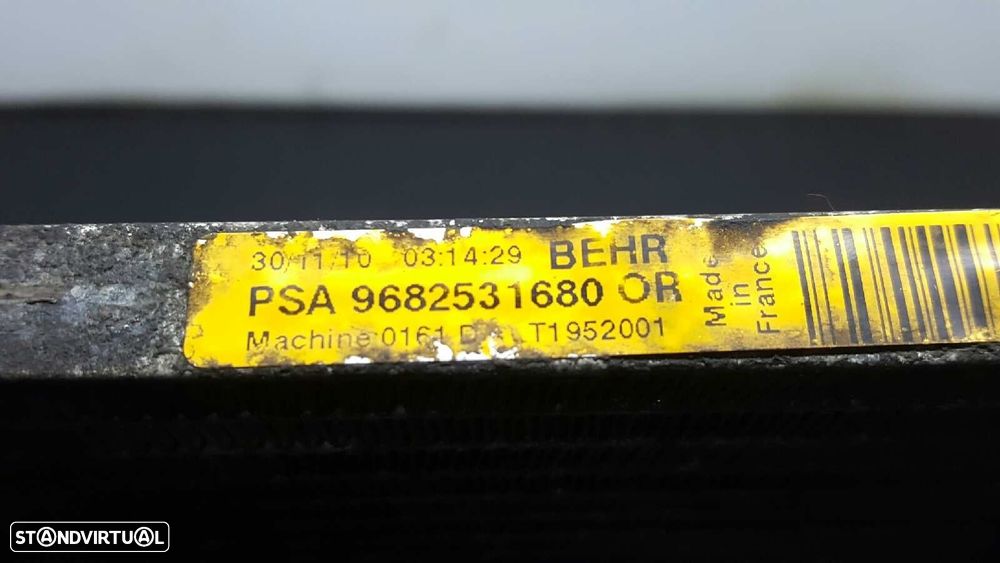 30/11/10 03:14:29 BEHR
PSA 9682531680 OR
Machine 0161 T1952001
Made
in
France
STANDVIRTUAL